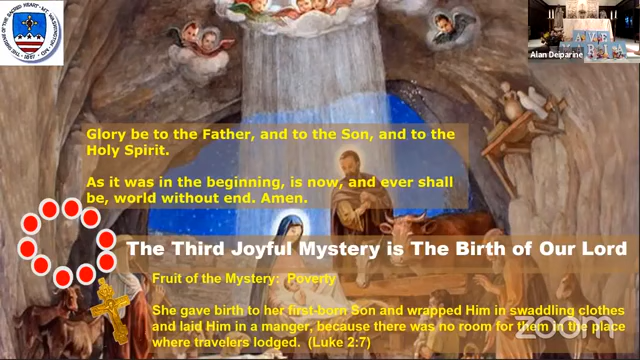 Alan Deiparine
AVE
MARIA
Glory be to the Father, and to the Son, and to the
Holy Spirit.
As it was in the beginning, is now, and ever shall
be, world without end. Amen.
The Third Joyful Mystery is The Birth of Our Lord
Fruit of the Mystery: Poverty
She gave birth to her first-born Son and wrapped Him in swaddling clothes
and laid Him in a manger, because there was no room for them in the place
where travelers lodged. (Luke 2:7)
zoom